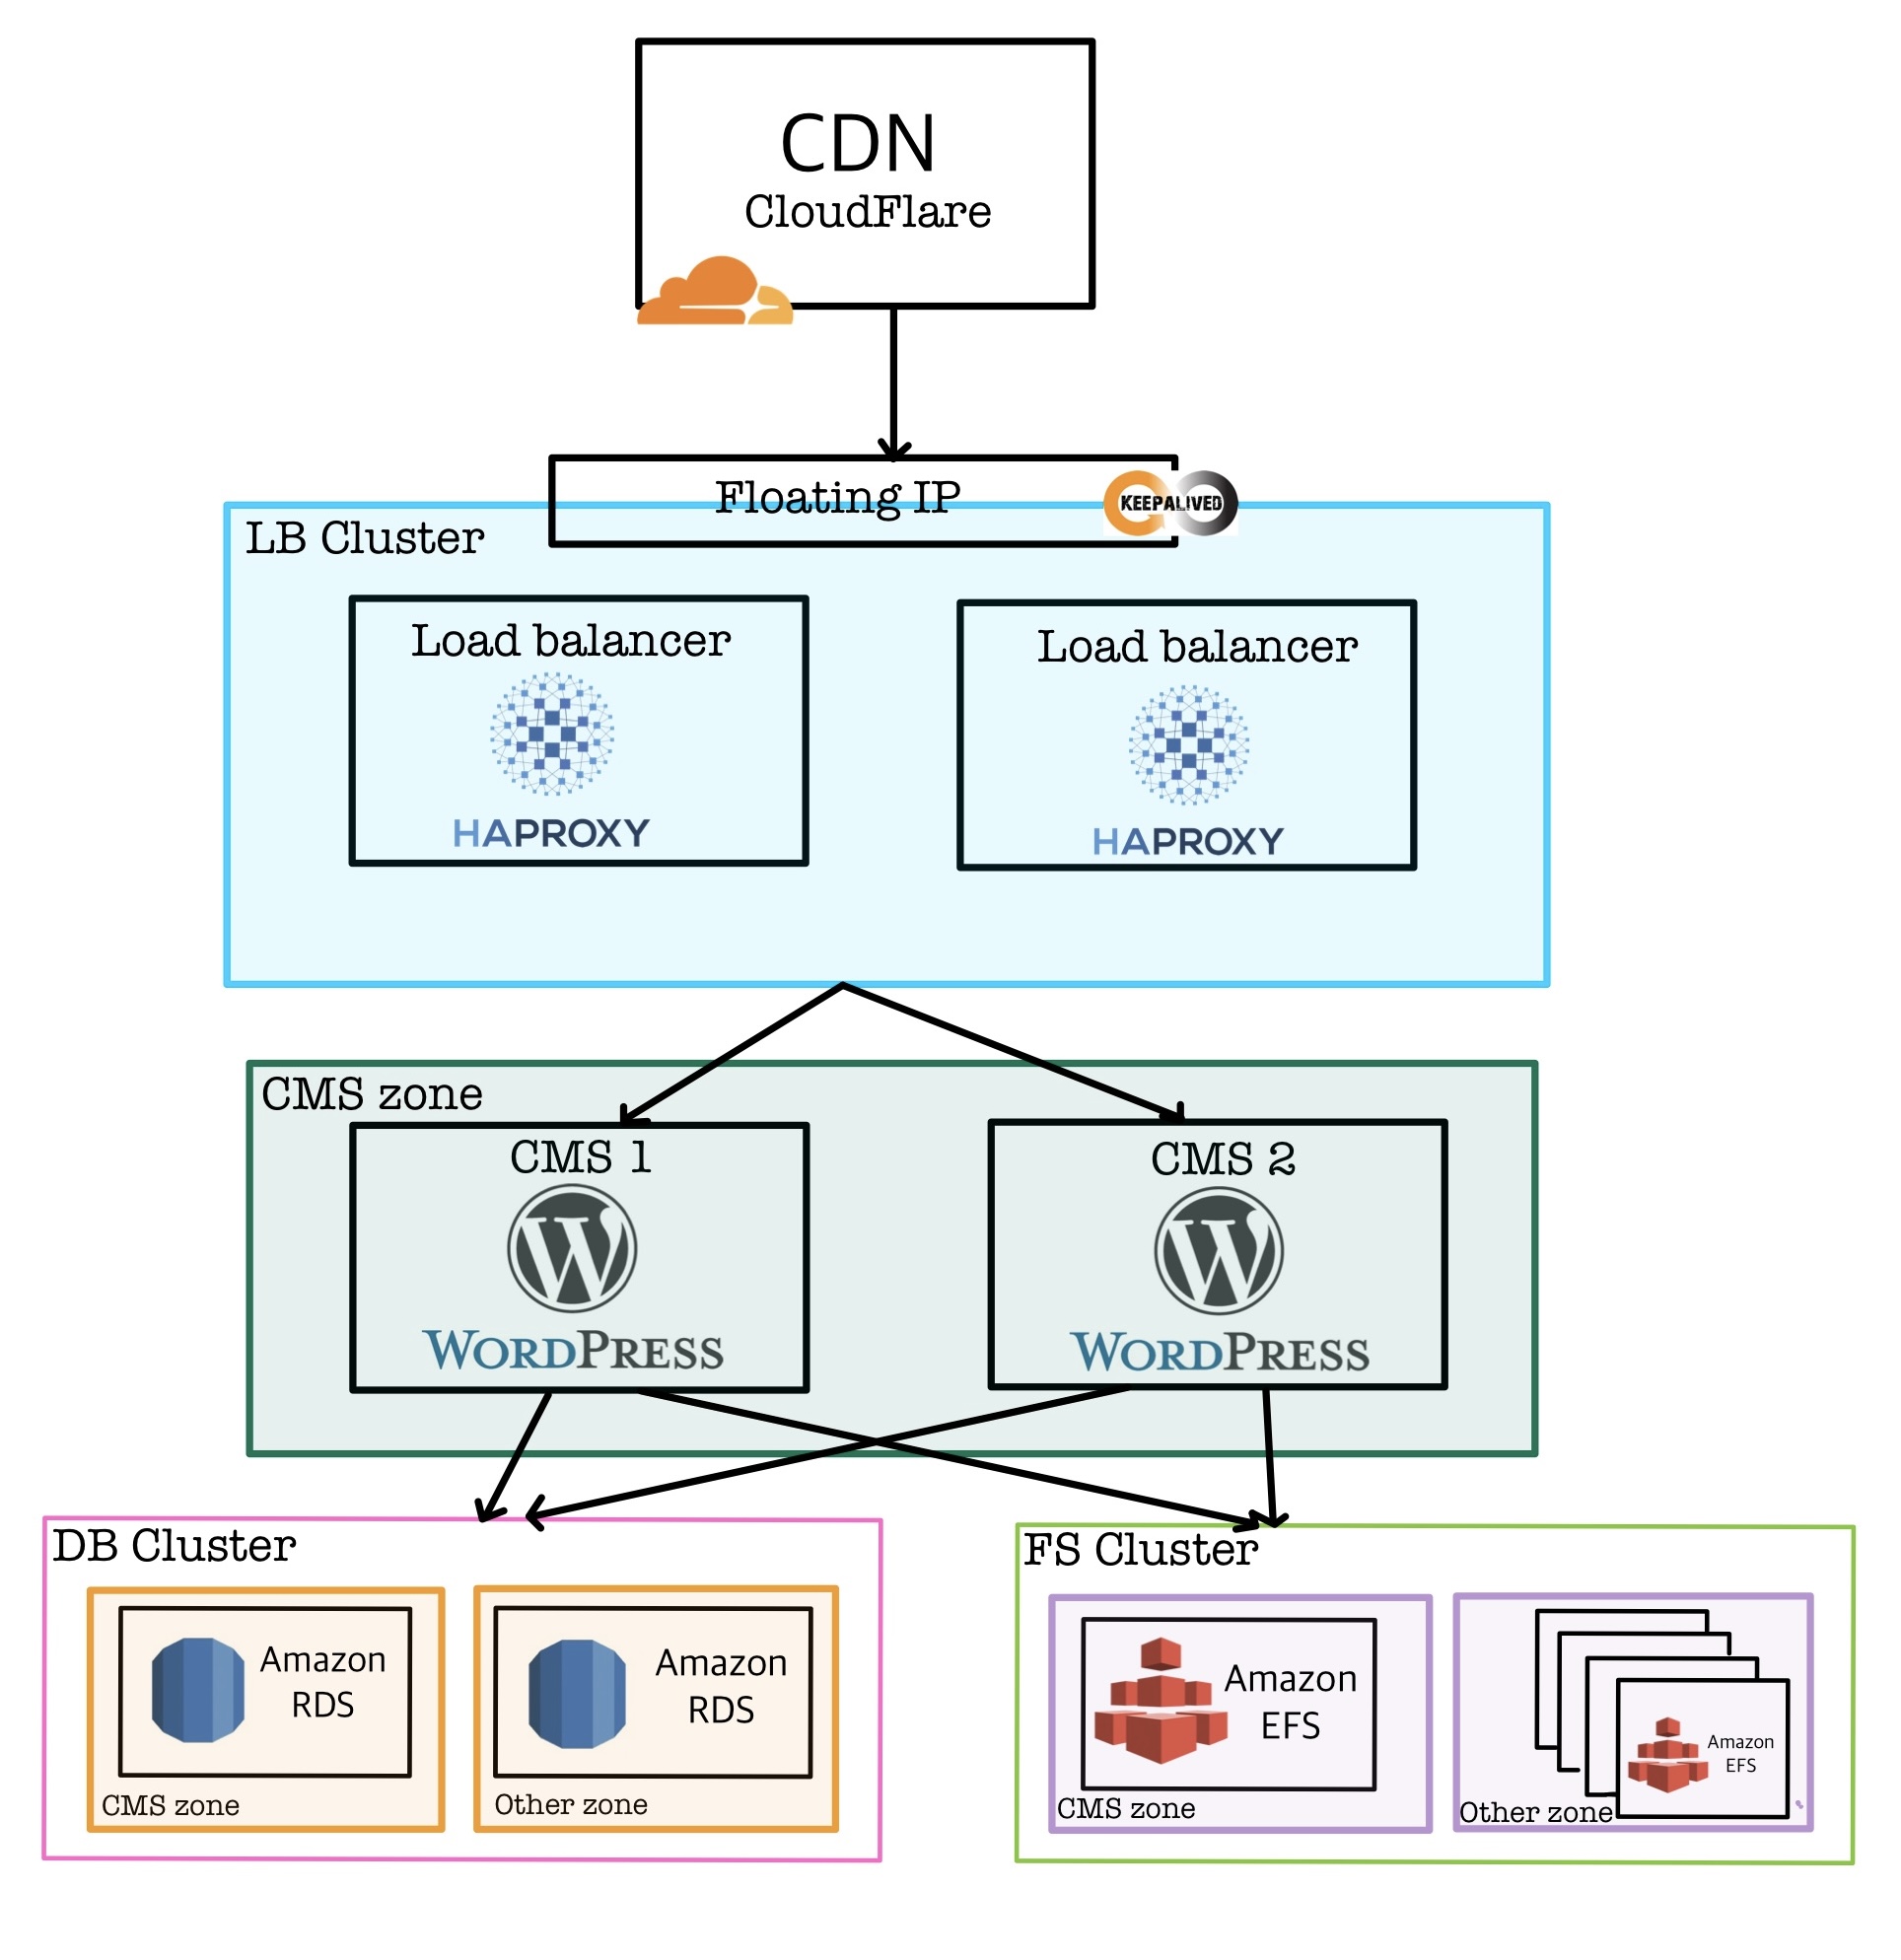 CDN
CloudFlare
Floating IP
KEEPALIVED
LB Cluster
Load balancer
HAPROXY
Load balancer
HAPROXY
CMS zone
CMS 1
WORDPRESS
CMS 2
WORDPRESS
DB Cluster
Amazon
RDS
CMS zone
Amazon
RDS
Other zone
FS Cluster
Amazon
EFS
CMS zone
Amazon
EFS
Other zone